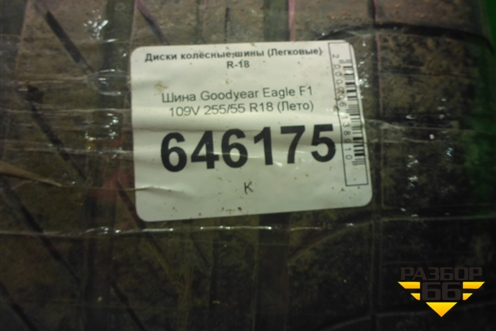 Диски колёсные шины (Легковые)
R-18
Шина Goodyear Eagle F1
109V 255/55 R18 (Лето)
646175
К
РАЗБОР
66